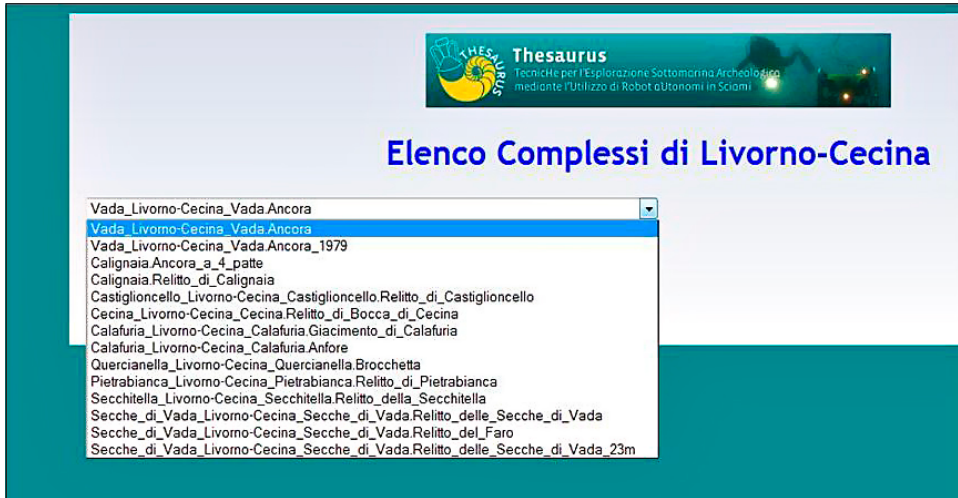 THESAURUS
Thesaurus
TecnicHe per l'Esplorazione Sottomarina Archeologica
mediante l'Utilizzo di Robot aUtonomi in Sciami
Elenco Complessi di Livorno-Cecina
Vada_Livorno-Cecina_Vada.Ancora
Vada_Livorno-Cecina_Vada.Ancora
Vada_Livorno-Cecina_Vada.Ancora_1979
Calignaia.Ancora_a_4_patte
Calignaia.Relitto_di_Calignaia
Castiglioncello_Livorno-Cecina_Castiglioncello.Relitto_di_Castiglioncello
Cecina_Livorno-Cecina_Cecina.Relitto_di_Bocca_di_Cecina
Calafuria_Livorno-Cecina_Calafuria.Giacimento_di_Calafuria
Calafuria_Livorno-Cecina_Calafuria.Anfore
Quercianella_Livorno-Cecina_Quercianella.Brocchetta
Pietrabianca_Livorno-Cecina_Pietrabianca.Relitto_di_Pietrabianca
Secchitella_Livorno-Cecina_Secchitella.Relitto_della_Secchitella
Secche_di_Vada_Livorno-Cecina_Secche_di_Vada.Relitto_delle_Secche_di_Vada
Secche_di_Vada_Livorno-Cecina_Secche_di_Vada.Relitto_del_Faro
Secche_di_Vada_Livorno-Cecina_Secche_di_Vada.Relitto_delle_Secche_di_Vada_23m